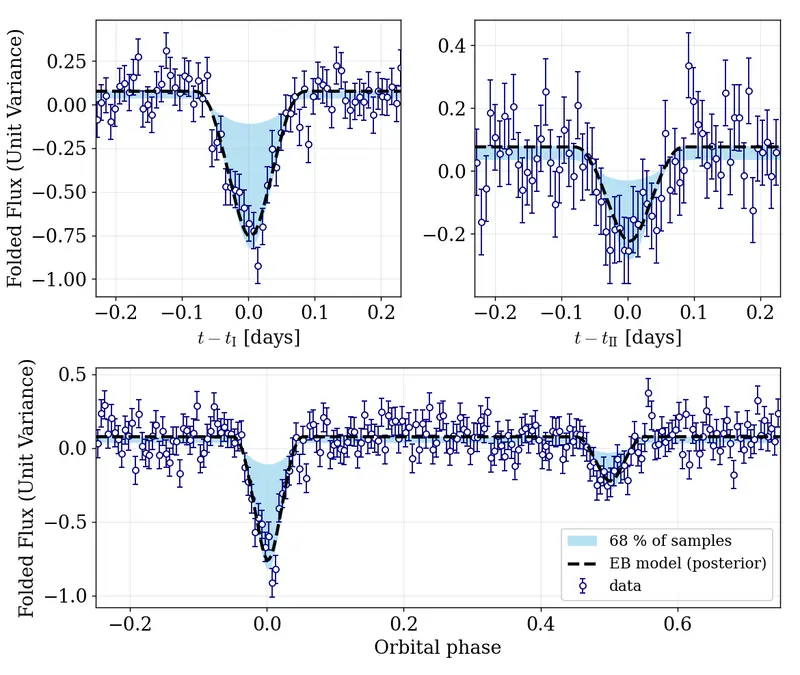 Folded Flux (Unit Variance)
0.25
0.00
−0.25
−0.50
−0.75
−1.00
−0.2 −0.1 0.0 0.1 0.2
t − tI [days]
0.4
0.2
0.0
−0.2
−0.2 −0.1 0.0 0.1 0.2
t − tII [days]
Folded Flux (Unit Variance)
0.5
0.0
−0.5
−1.0
68 % of samples
EB model (posterior)
data
−0.2 0.0 0.2 0.4 0.6
Orbital phase